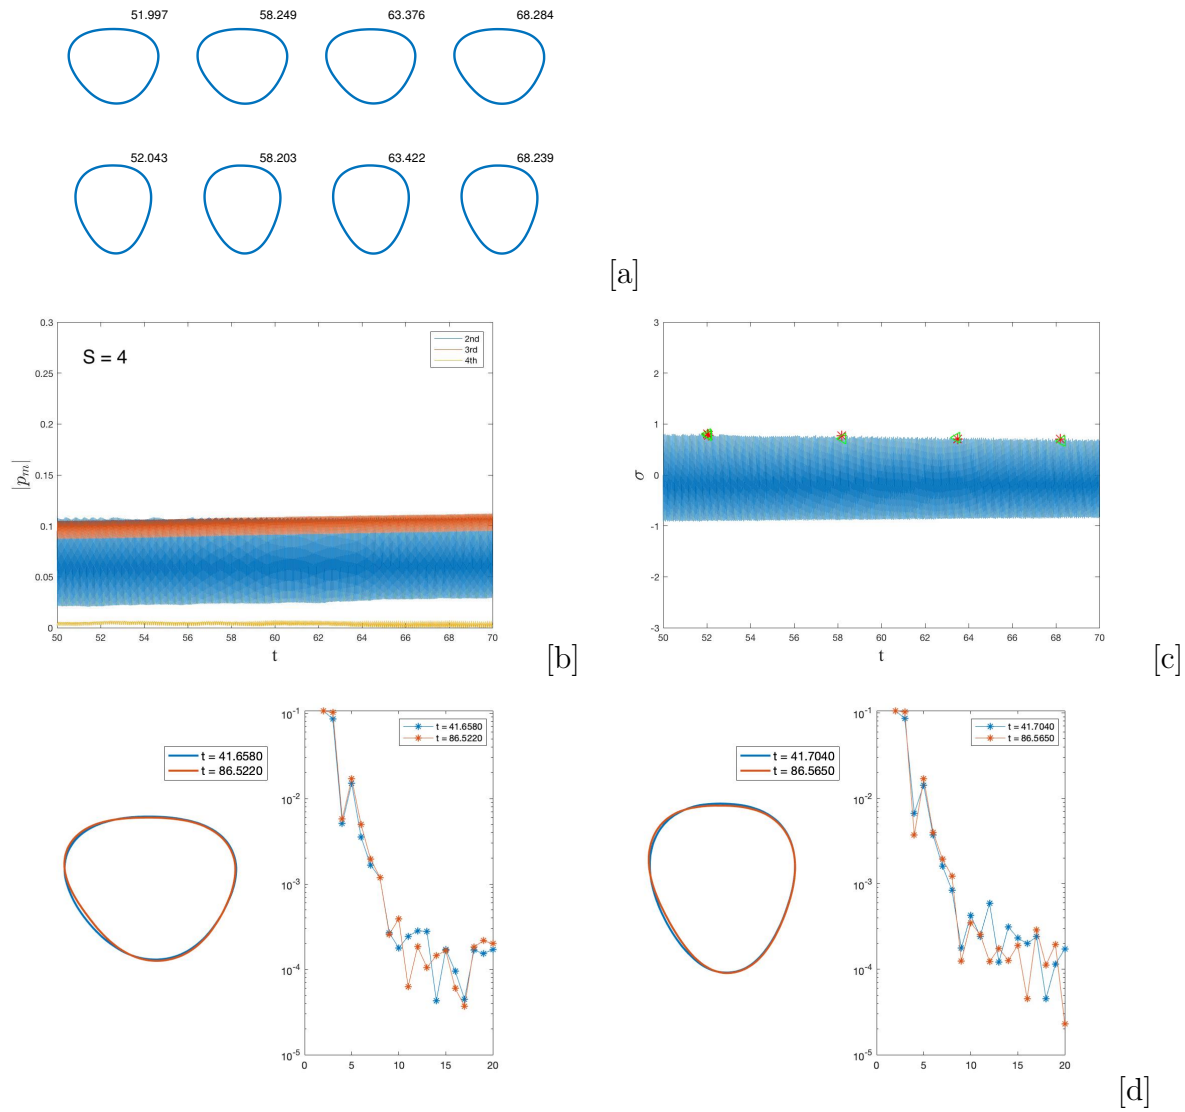 51.997 58.249 63.376 68.284
52.043 58.203 63.422 68.239
[a]
0.3
0.25
0.2
0.15
0.1
0.05
0
|p_m|
S = 4
2nd
3rd
4th
50 52 54 56 58 60 62 64 66 68 70
t
[b]
3
2
1
0
-1
-2
-3
σ
50 52 54 56 58 60 62 64 66 68 70
t
[c]
t = 41.6580
t = 86.5220
10^-1
10^-2
10^-3
10^-4
10^-5
t = 41.6580
t = 86.5220
0 5 10 15 20
t = 41.7040
t = 86.5650
10^-1
10^-2
10^-3
10^-4
10^-5
t = 41.7040
t = 86.5650
0 5 10 15 20
[d]